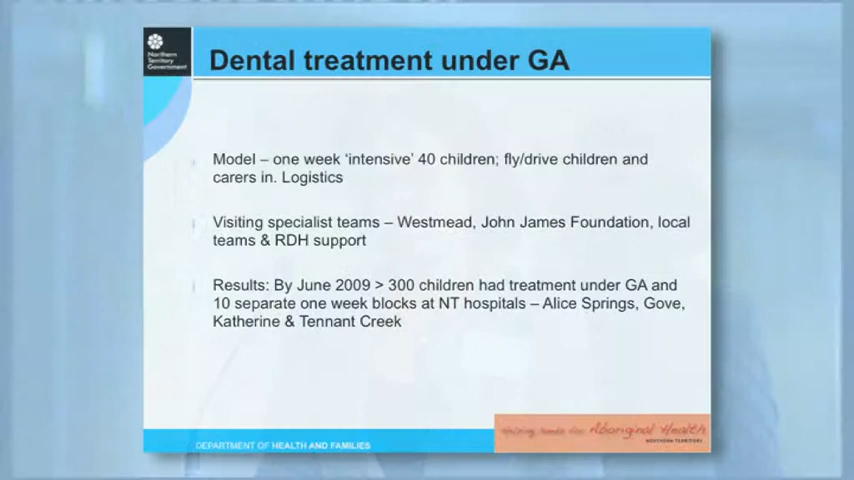 Northern
Territory
Government
Dental treatment under GA
Model – one week ‘intensive’ 40 children; fly/drive children and
carers in. Logistics
Visiting specialist teams – Westmead, John James Foundation, local
teams & RDH support
Results: By June 2009 > 300 children had treatment under GA and
10 separate one week blocks at NT hospitals – Alice Springs, Gove,
Katherine & Tennant Creek
DEPARTMENT OF HEALTH AND FAMILIES
Aboriginal Health
NORTHERN TERRITORY